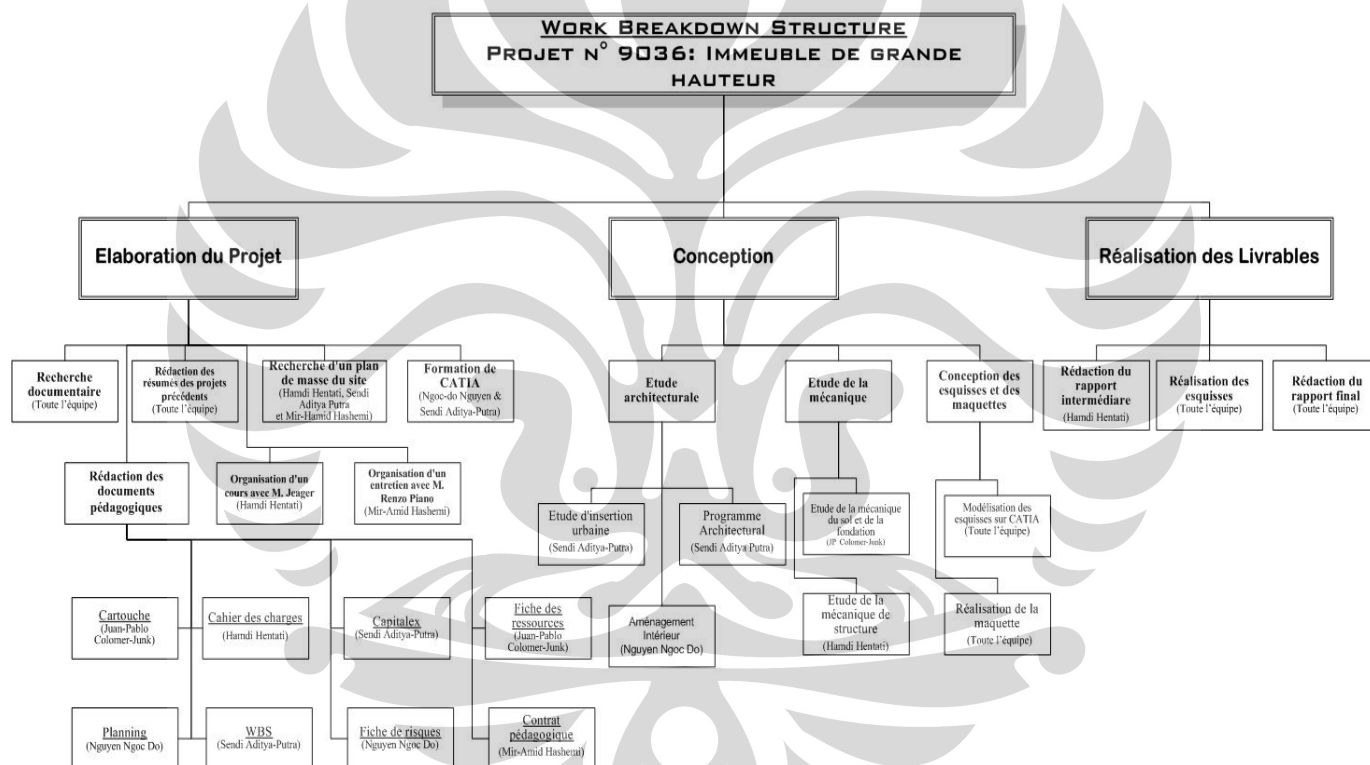 WORK BREAKDOWN STRUCTURE
PROJET N° 9036: IMMEUBLE DE GRANDE
HAUTEUR
Elaboration du Projet
Conception
Réalisation des Livrables
Recherche
documentaire
(Toute l'équipe)
Rédaction des
résumés des projets
précédents
(Toute l'équipe)
Recherche d'un plan
de masse du site
(Hamdi Hentati, Sendi
Aditya Putra
et Mir-Hamid Hashemi)
Formation de
CATIA
(Ngoc-do Nguyen &
Sendi Aditya-Putra)
Etude
architecturale
Etude de la
mécanique
Conception des
esquisses et des
maquettes
Rédaction du
rapport
intermédiare
(Hamdi Hentati)
Réalisation des
esquisses
(Toute l'équipe)
Rédaction du
rapport final
(Toute l'équipe)
Rédaction des
documents
pédagogiques
Organisation d'un
cours avec M. Jeager
(Hamdi Hentati)
Organisation d'un
entretien avec M.
Renzo Piano
(Mir-Amid Hashemi)
Etude d'insertion
urbaine
(Sendi Aditya-Putra)
Programme
Architectural
(Sendi Aditya Putra)
Etude de la mécanique
du sol et de la
fondation
(JP Colomer-Junk)
Modélisation des
esquisses sur CATIA
(Toute l'équipe)
Cartouche
(Juan-Pablo
Colomer-Junk)
Cahier des charges
(Hamdi Hentati)
Capitalex
(Sendi Aditya-Putra)
Fiche des
ressources
(Juan-Pablo
Colomer-Junk)
Aménagement
Intérieur
(Nguyen Ngoc Do)
Etude de la
mécanique de
structure
(Hamdi Hentati)
Réalisation de la
maquette
(Toute l'équipe)
Planning
(Nguyen Ngoc Do)
WBS
(Sendi Aditya-Putra)
Fiche de risques
(Nguyen Ngoc Do)
Contrat
pédagogique
(Mir-Amid Hashemi)